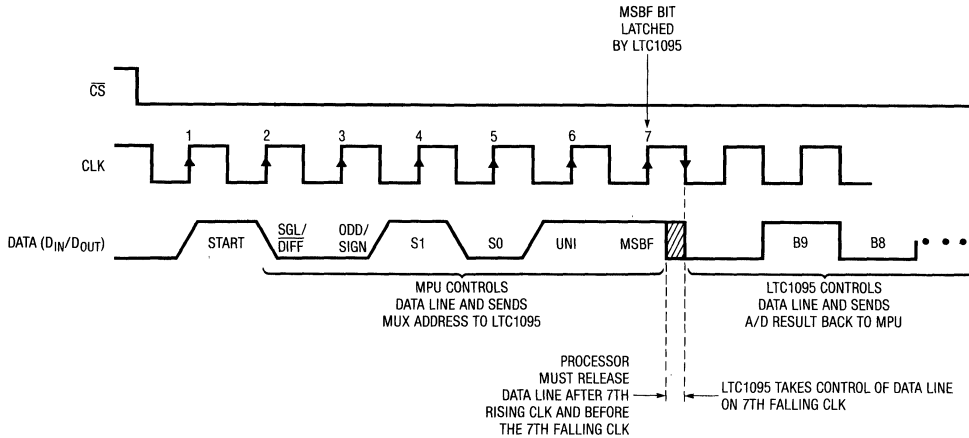 MSBF BIT
LATCHED
BY LTC1095
CS
1 2 3 4 5 6 7
CLK
DATA (DIN/DOUT)
START
SGL/
DIFF
ODD/
SIGN
S1
S0
UNI
MSBF
B9
B8
• • • •
MPU CONTROLS
DATA LINE AND SENDS
MUX ADDRESS TO LTC1095
LTC1095 CONTROLS
DATA LINE AND SENDS
A/D RESULT BACK TO MPU
PROCESSOR
MUST RELEASE
DATA LINE AFTER 7TH
RISING CLK AND BEFORE
THE 7TH FALLING CLK
LTC1095 TAKES CONTROL OF DATA LINE
ON 7TH FALLING CLK